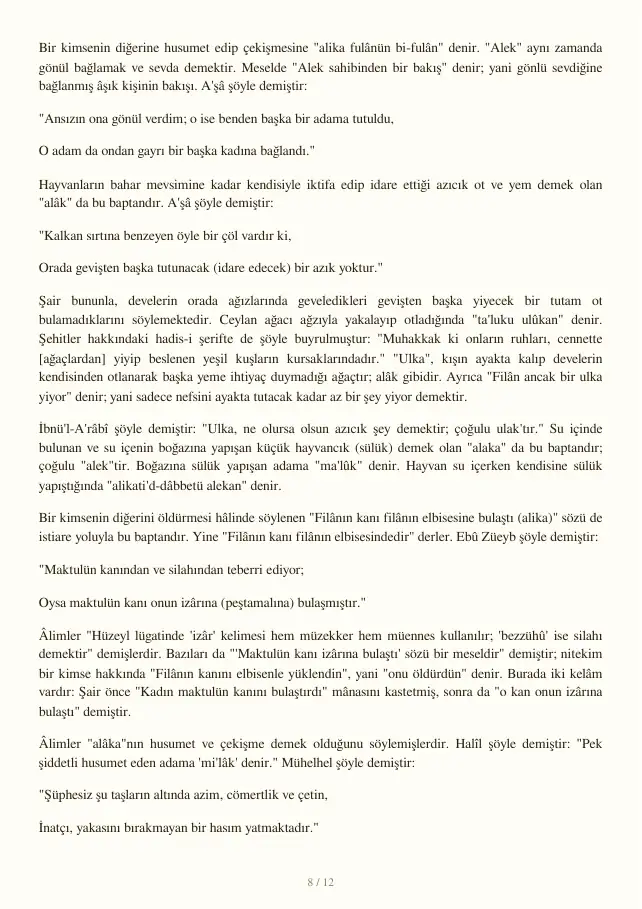 Bir kimsenin diğerine husumet edip çekişmesine "alika fulânün bi-fulân" denir. "Alek" aynı zamanda
gönül bağlamak ve sevda demektir. Meselde "Alek sahibinden bir bakış" denir; yani gönlü sevdiğine
bağlanmış âşık kişinin bakışı. A'şâ şöyle demiştir:
"Ansızın ona gönül verdim; o ise benden başka bir adama tutuldu,
O adam da ondan gayrı bir başka kadına bağlandı."
Hayvanların bahar mevsimine kadar kendisiyle iktifa edip idare ettiği azıcık ot ve yem demek olan
"alâk" da bu baptandır. A'şâ şöyle demiştir:
"Kalkan sırtına benzeyen öyle bir çöl vardır ki,
Orada gevişten başka tutunacak (idare edecek) bir azık yoktur."
Şair bununla, develerin orada ağızlarında geveledikleri gevişten başka yiyecek bir tutam ot
bulamadıklarını söylemektedir. Ceylan ağacı ağzıyla yakalayıp otladığında "ta'luku ulûkan" denir.
Şehitler hakkındaki hadis-i şerifte de şöyle buyrulmuştur: "Muhakkak ki onların ruhları, cennette
[ağaçlardan] yiyip beslenen yeşil kuşların kursaklarındadır." "Ulka", kışın ayakta kalıp develerin
kendisinden otlanarak başka yeme ihtiyaç duymadığı ağaçtır; alâk gibidir. Ayrıca "Filân ancak bir ulka
yiyor" denir; yani sadece nefsini ayakta tutacak kadar az bir şey yiyor demektir.
İbnü'l-A'râbî şöyle demiştir: "Ulka, ne olursa olsun azıcık şey demektir; çoğulu ulak'tır." Su içinde
bulunan ve su içenin boğazına yapışan küçük hayvancık (sülük) demek olan "alaka" da bu baptandır;
çoğulu "alek"tir. Boğazına sülük yapışan adama "ma'lûk" denir. Hayvan su içerken kendisine sülük
yapıştığında "alikati'd-dâbbetü alekan" denir.
Bir kimsenin diğerini öldürmesi hâlinde söylenen "Filânın kanı filânın elbisesine bulaştı (alika)" sözü de
istiare yoluyla bu baptandır. Yine "Filânın kanı filânın elbisesindedir" derler. Ebû Züeyb şöyle demiştir:
"Maktulün kanından ve silahından teberri ediyor;
Oysa maktulün kanı onun izârına (peştamalına) bulaşmıştır."
Âlimler "Hüzeyl lügatinde 'izâr' kelimesi hem müzekker hem müennes kullanılır; 'bezzühû' ise silahı
demektir" demişlerdir. Bazıları da "'Maktulün kanı izârına bulaştı' sözü bir meseldir" demiştir; nitekim
bir kimse hakkında "Filânın kanını elbisenle yüklendin", yani "onu öldürdün" denir. Burada iki kelâm
vardır: Şair önce "Kadın maktulün kanını bulaştırdı" mânasını kastetmiş, sonra da "o kan onun izârına
bulaştı" demiştir.
Âlimler "alâka"nın husumet ve çekişme demek olduğunu söylemişlerdir. Halîl şöyle demiştir: "Pek
şiddetli husumet eden adama 'mi'lâk' denir." Mühelhel şöyle demiştir:
"Şüphesiz şu taşların altında azim, cömertlik ve çetin,
İnatçı, yakasını bırakmayan bir hasım yatmaktadır."
8 / 12